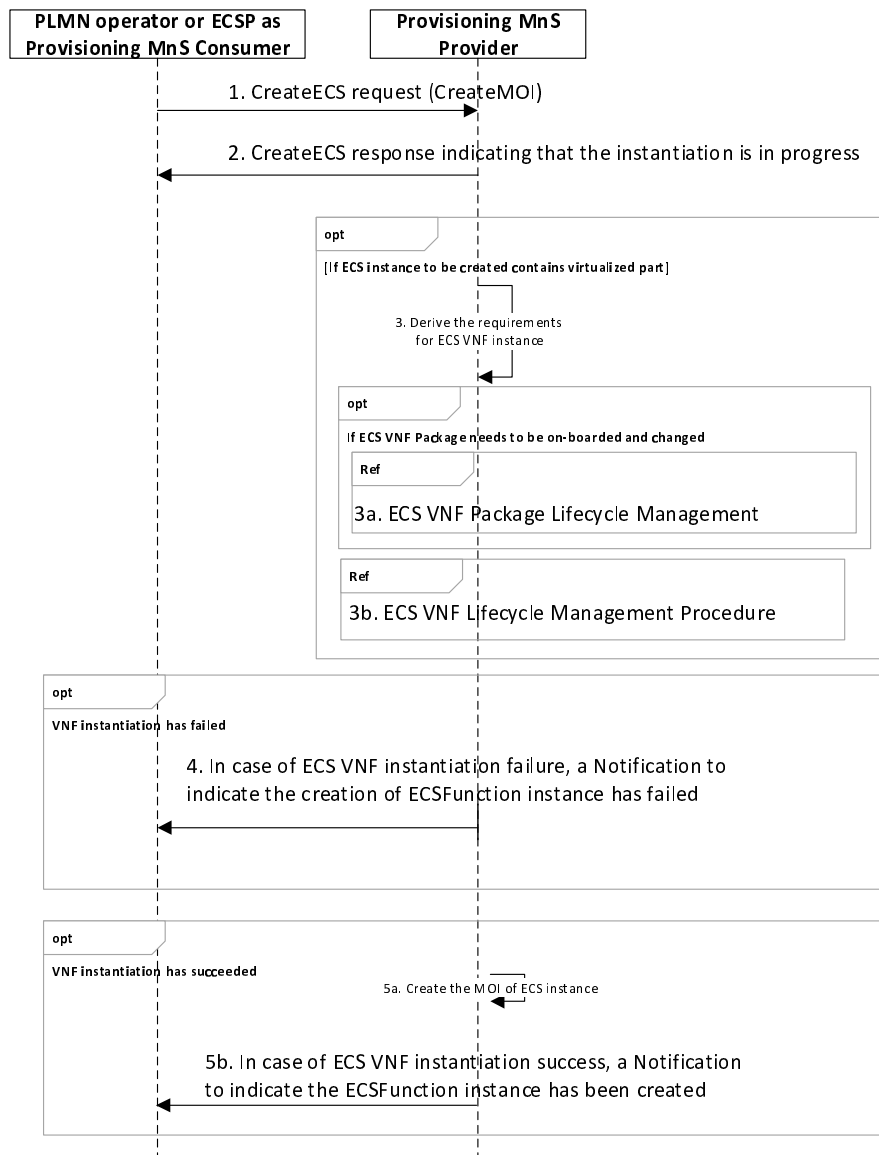 PLMN operator or ECSP as
Provisioning MnS Consumer
Provisioning MnS
Provider
1. CreateECS request (CreateMOI)
2. CreateECS response indicating that the instantiation is in progress
opt
[If ECS instance to be created contains virtualized part]
3. Derive the requirements
for ECS VNF instance
opt
If ECS VNF Package needs to be on-boarded and changed
Ref
3a. ECS VNF Package Lifecycle Management
Ref
3b. ECS VNF Lifecycle Management Procedure
opt
VNF instantiation has failed
4. In case of ECS VNF instantiation failure, a Notification to
indicate the creation of ECSFunction instance has failed
opt
VNF instantiation has succeeded
5a. Create the MOI of ECS instance
5b. In case of ECS VNF instantiation success, a Notification
to indicate the ECSFunction instance has been created